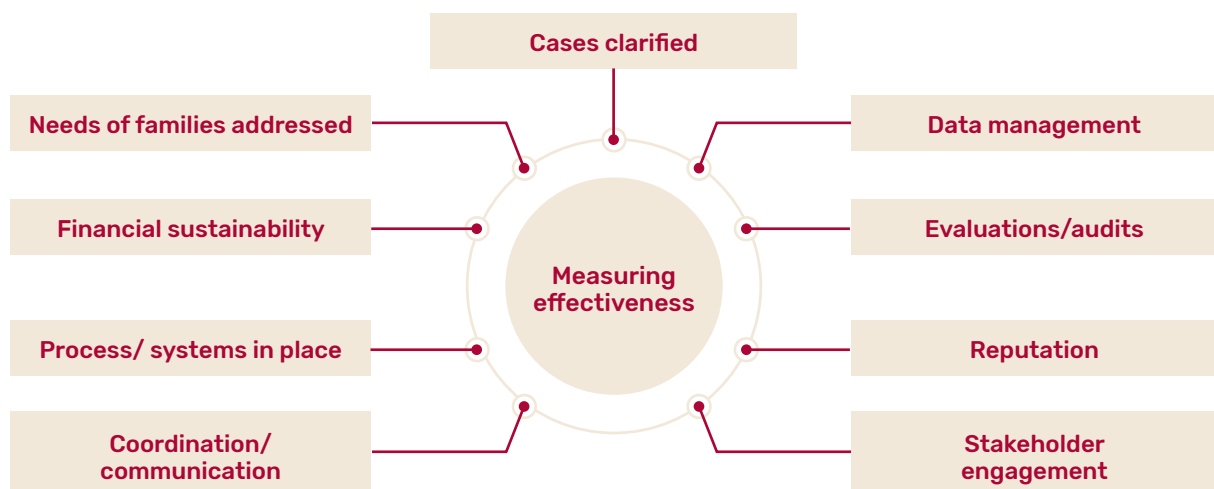 Cases clarified
Needs of families addressed
Data management
Financial sustainability
Evaluations/audits
Measuring
effectiveness
Process/ systems in place
Reputation
Coordination/
communication
Stakeholder
engagement